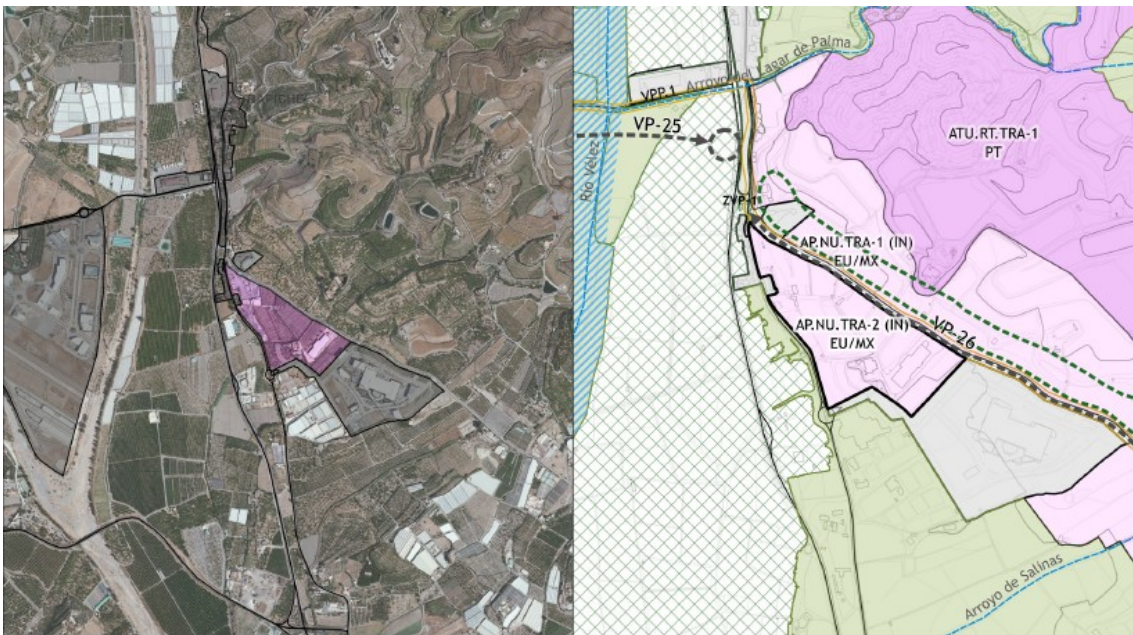 Arroyo del Lagar de Palma
VPP.1
VP-25
Río Vélez
ATU.RT.TRA-1
PT
ZVP-1
AP.NU.TRA-1 (IN)
EU/MX
AP.NU.TRA-2 (IN)
EU/MX
VP-26
Arroyo de Salinas